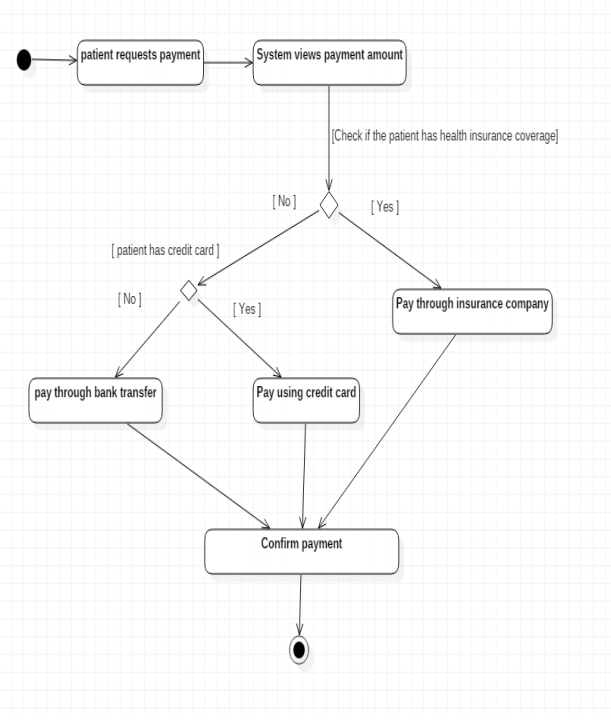 patient requests payment
System views payment amount
[Check if the patient has health insurance coverage]
[ No ]
[ Yes ]
[ patient has credit card ]
[ No ]
[ Yes ]
Pay through insurance company
pay through bank transfer
Pay using credit card
Confirm payment